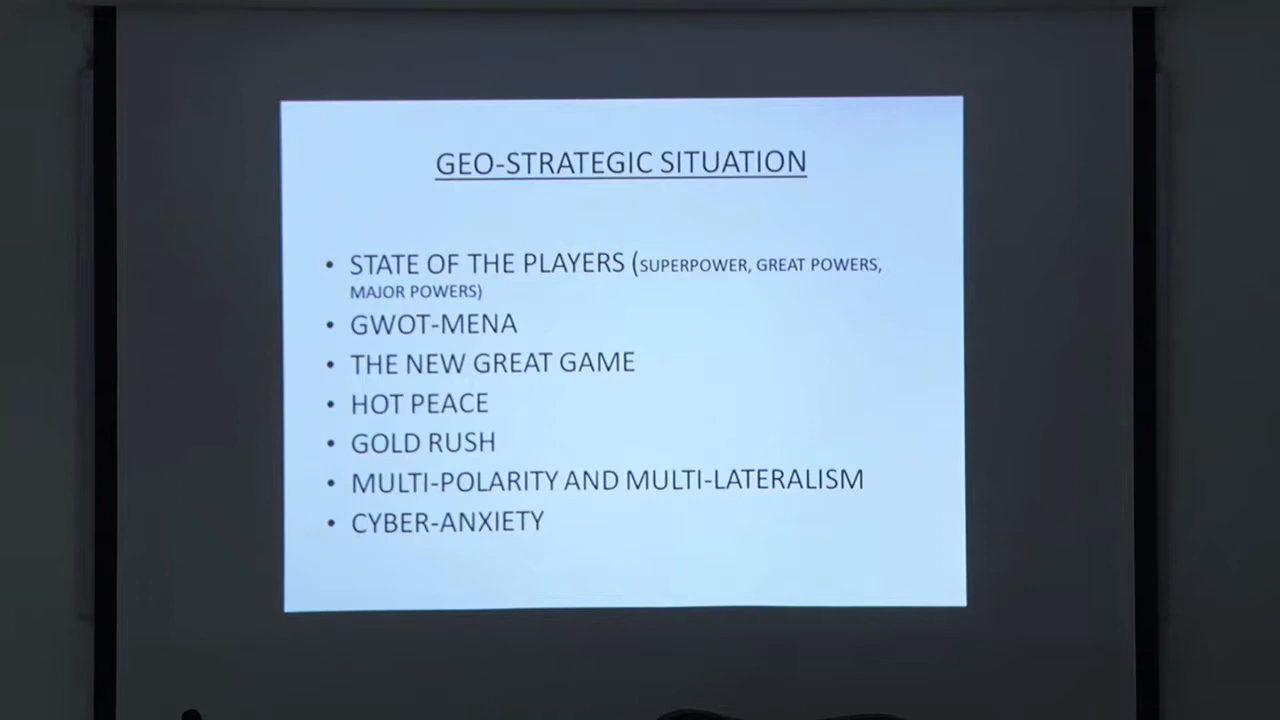 GEO-STRATEGIC SITUATION
• STATE OF THE PLAYERS (SUPERPOWER, GREAT POWERS,
MAJOR POWERS)
• GWOT-MENA
• THE NEW GREAT GAME
• HOT PEACE
• GOLD RUSH
• MULTI-POLARITY AND MULTI-LATERALISM
• CYBER-ANXIETY